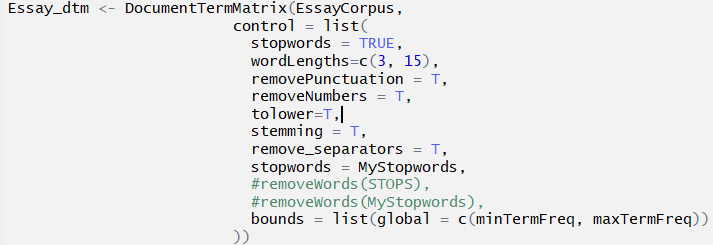 Essay_dtm <- DocumentTermMatrix(EssayCorpus,
control = list(
stopwords = TRUE,
wordLengths=c(3, 15),
removePunctuation = T,
removeNumbers = T,
tolower=T,
stemming = T,
remove_separators = T,
stopwords = MyStopwords,
#removeWords(STOPS),
#removeWords(MyStopwords),
bounds = list(global = c(minTermFreq, maxTermFreq))
))